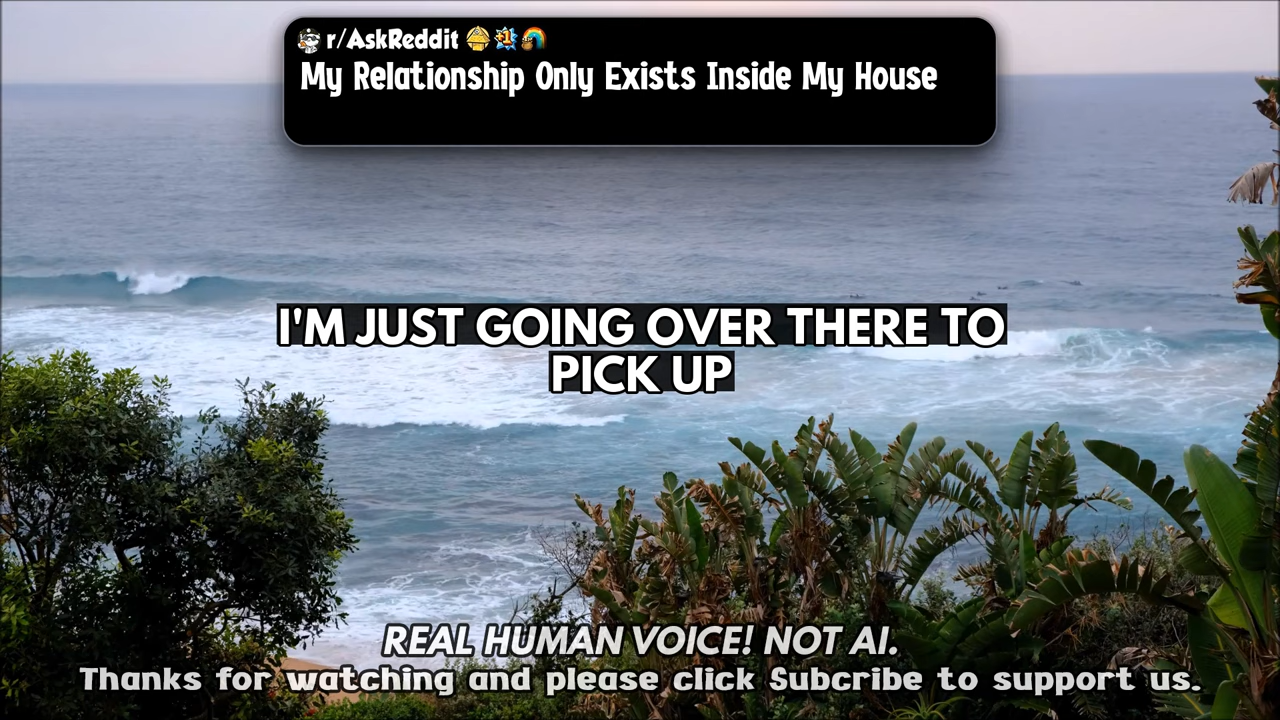 r/AskReddit
My Relationship Only Exists Inside My House
I'M JUST GOING OVER THERE TO
PICK UP
REAL HUMAN VOICE! NOT AI.
Thanks for watching and please click Subcribe to support us.